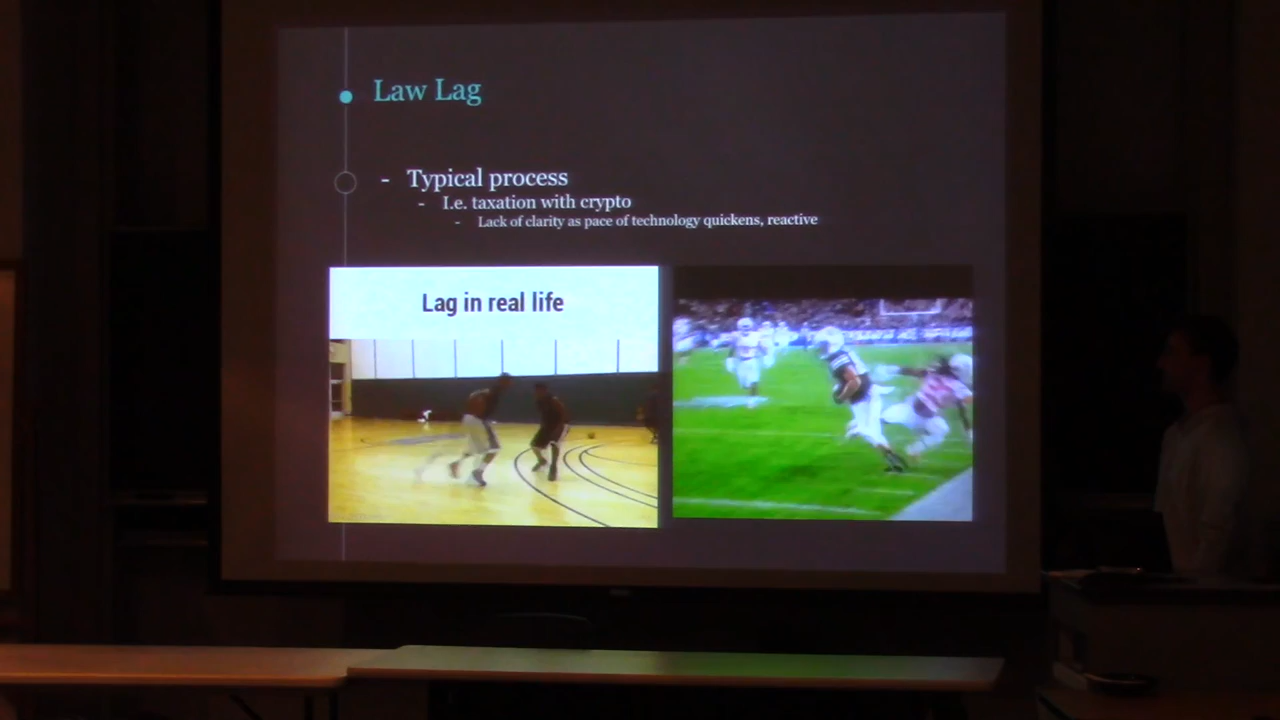 Law Lag
- Typical process
- I.e. taxation with crypto
- Lack of clarity as pace of technology quickens, reactive
Lag in real life